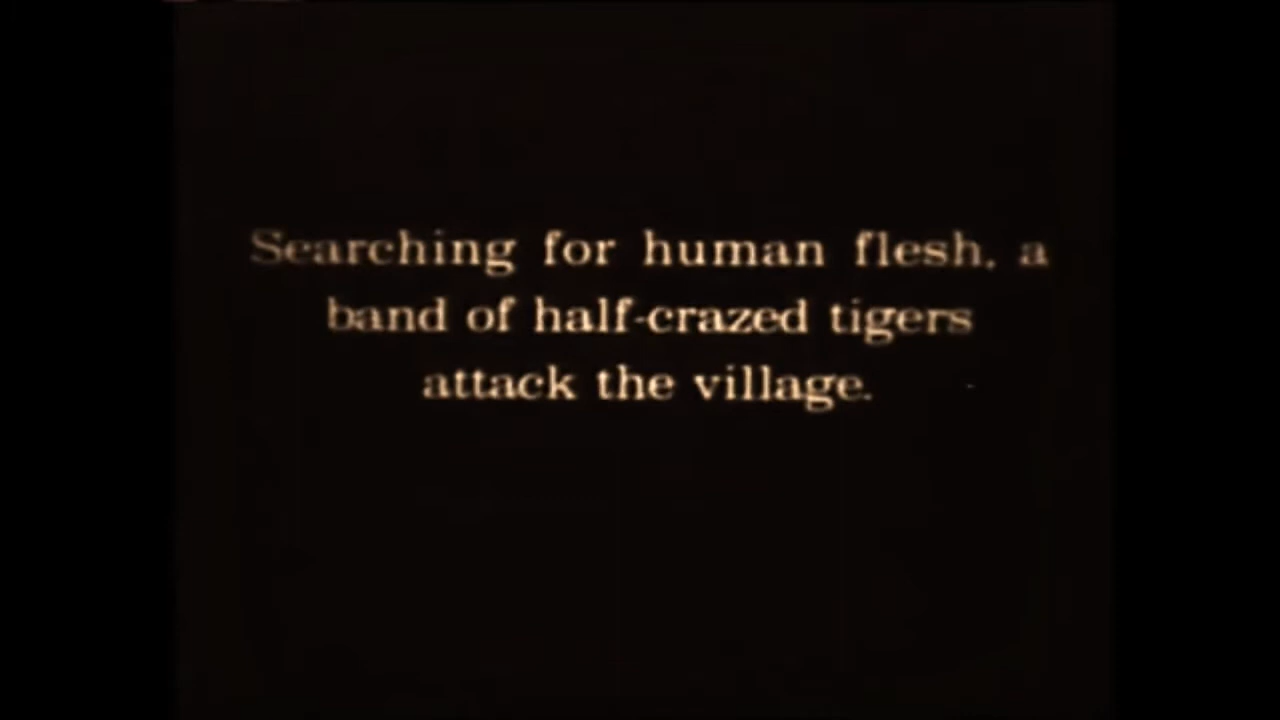 Searching for human flesh, a
band of half-crazed tigers
attack the village.